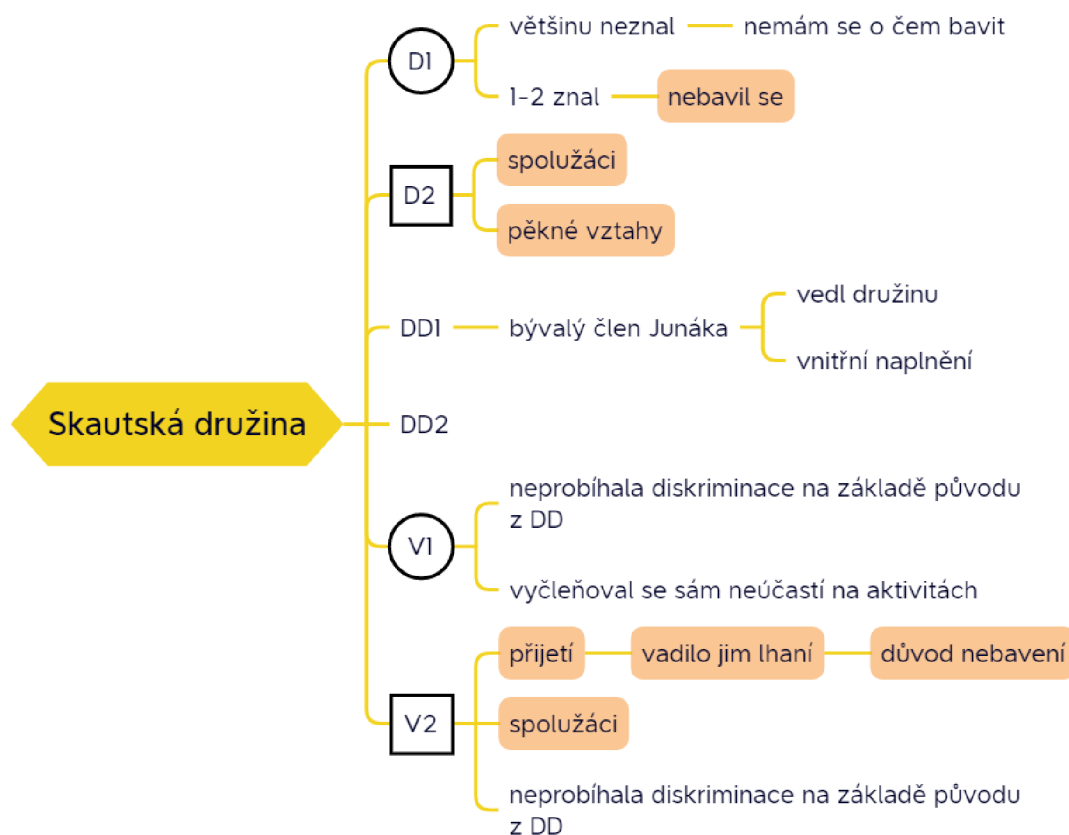 Skautská družina
D1
většinu neznal
nemám se o čem bavit
1-2 znal
nebavil se
D2
spolužáci
pěkné vztahy
DD1
bývalý člen Junáka
vedl družinu
vnitřní naplnění
DD2
V1
neprobíhala diskriminace na základě původu
z DD
vyčleňoval se sám neúčastí na aktivitách
V2
přijetí
vadilo jim lhaní
důvod nebavení
spolužáci
neprobíhala diskriminace na základě původu
z DD